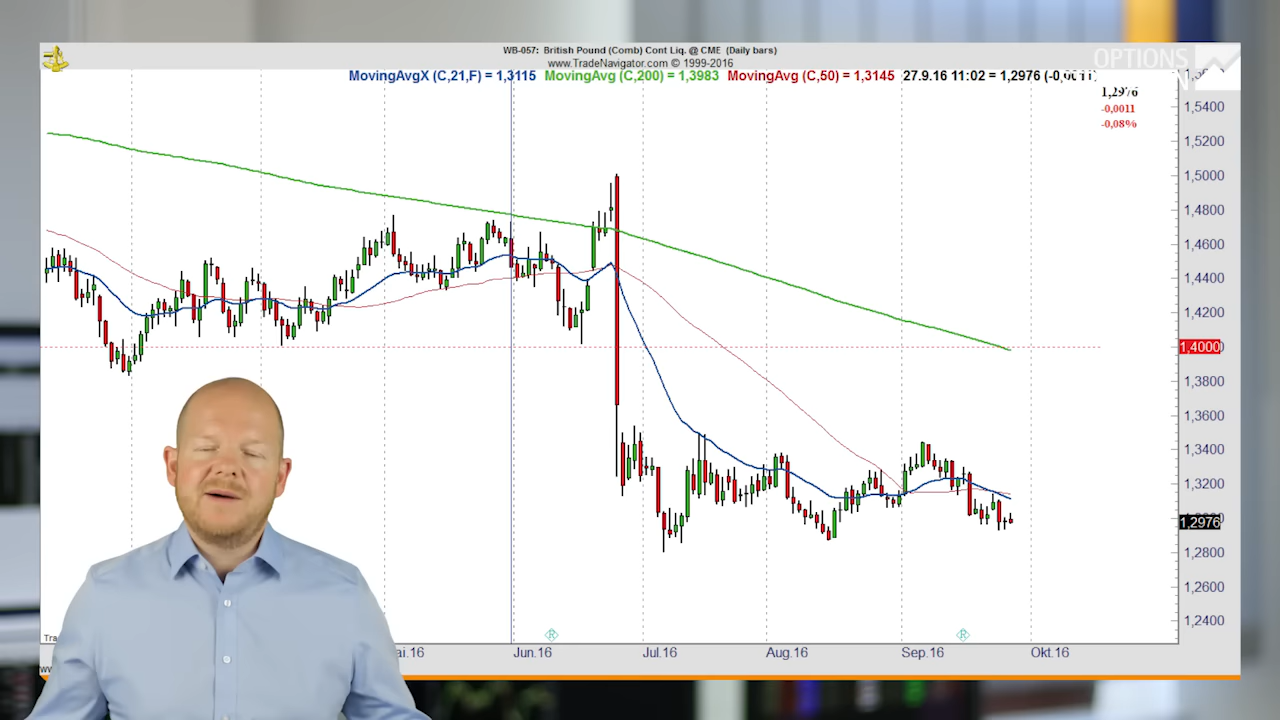 WB-057: British Pound (Comb) Cont Liq. @ CME (Daily bars)
www.TradeNavigator.com © 1999-2016
MovingAvgX (C,21,F) = 1,3115 MovingAvg (C,200) = 1,3983 MovingAvg (C,50) = 1,3145 27.9.16 11:02 = 1,2976 (-0,0011)
OPTIONS
1,2976
-0,0011
-0,08%
1,5400
1,5200
1,5000
1,4800
1,4600
1,4400
1,4200
1,4000
1,3800
1,3600
1,3400
1,3200
1,2976
1,2800
1,2600
1,2400
R
R
Jun.16
Jul.16
Aug.16
Sep.16
Okt.16